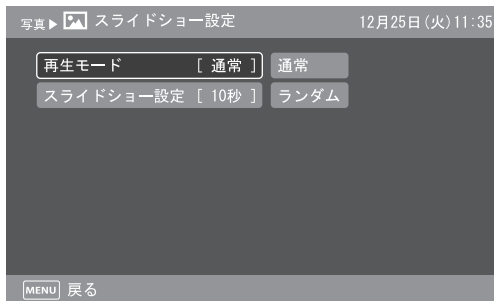 写真▶ スライドショー設定 12月25日(火)11:35
再生モード [ 通常 ] 通常
スライドショー設定 [ 10秒 ] ランダム
MENU 戻る